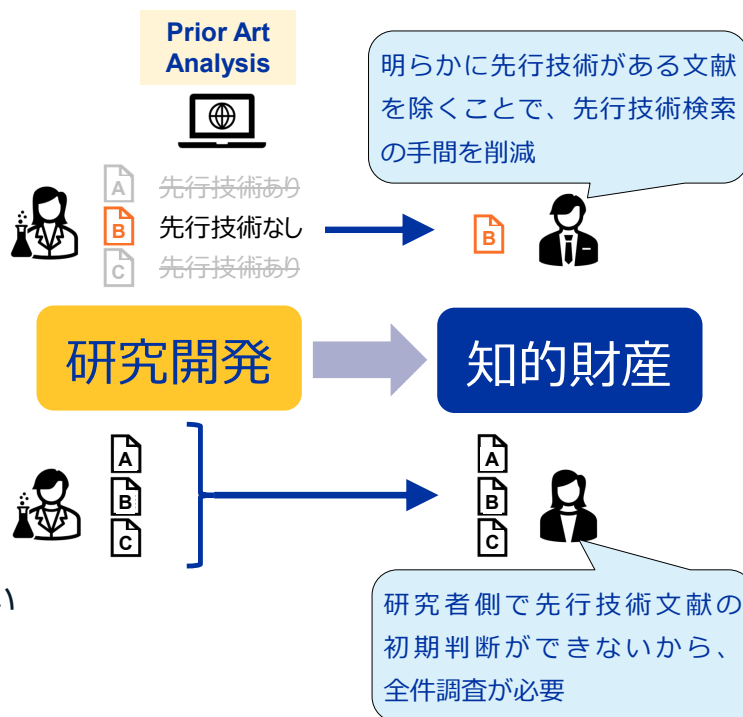 Prior Art
Analysis
明らかに先行技術がある文献
を除くことで、先行技術検索
の手間を削減
A 先行技術あり
B 先行技術なし
C 先行技術あり
B
研究開発
知的財産
A
B
C
A
B
C
い
研究者側で先行技術文献の
初期判断ができないから、
全件調査が必要